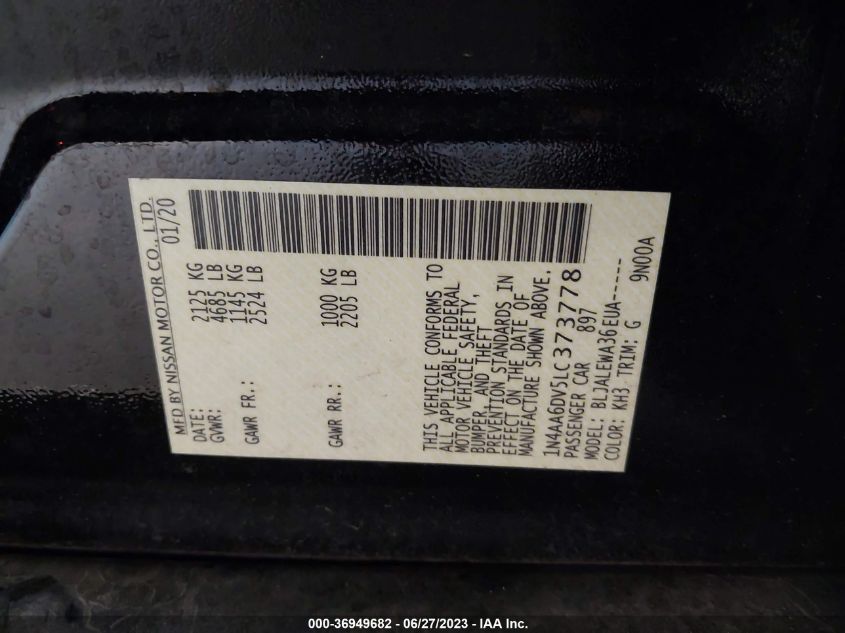 MFD BY NISSAN MOTOR CO., LTD.
DATE: 01/20
GVWR: 2125 KG
4685 LB
GAWR FR.: 1145 KG
2524 LB
GAWR RR.: 1000 KG
2205 LB
THIS VEHICLE CONFORMS TO
ALL APPLICABLE FEDERAL
MOTOR VEHICLE SAFETY,
BUMPER, AND THEFT
PREVENTION STANDARDS IN
EFFECT ON THE DATE OF
MANUFACTURE SHOWN ABOVE.
1N4AA6DV5LC373778
PASSENGER CAR 897
MODEL: BLJALEWA36EUA-----
COLOR: KH3 TRIM: G 9N00A
000-36949682 - 06/27/2023 - IAA Inc.